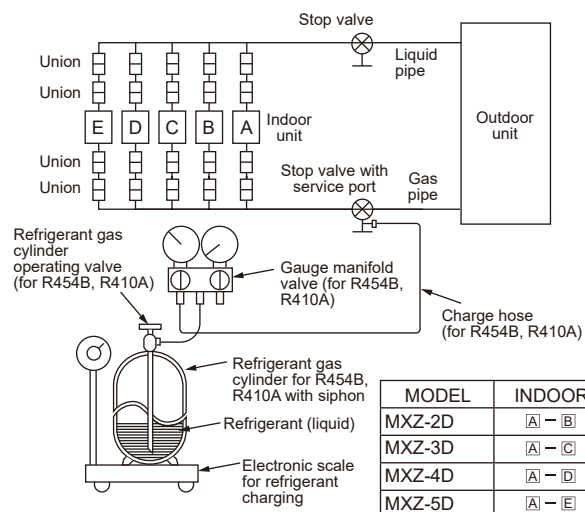 Stop valve
Liquid
pipe
Union
Union
E D C B A
Indoor
unit
Outdoor
unit
Union
Union
Stop valve with
service port
Gas
pipe
Refrigerant gas
cylinder
operating valve
(for R454B, R410A)
Gauge manifold
valve (for R454B,
R410A)
Charge hose
(for R454B, R410A)
Refrigerant gas
cylinder for R454B,
R410A with siphon
Refrigerant (liquid)
Electronic scale
for refrigerant
charging
MODEL INDOOR
MXZ-2D A – B
MXZ-3D A – C
MXZ-4D A – D
MXZ-5D A – E